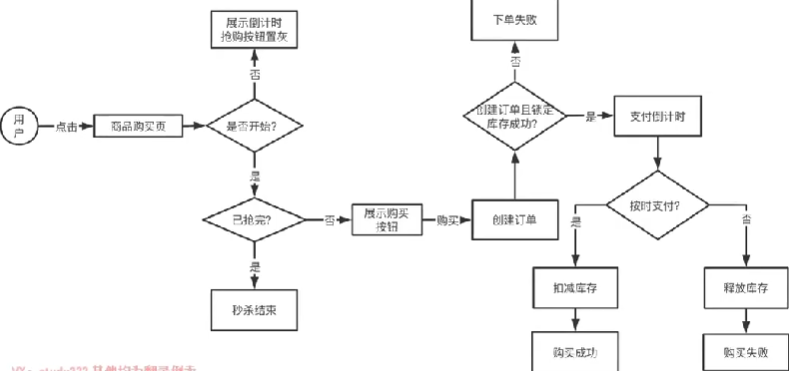 用
户
点击
商品购买页
是否开始?
否
展示倒计时
抢购按钮置灰
是
已抢完?
是
秒杀结束
否
展示购买
按钮
购买
创建订单
创建订单且锁定
库存成功?
否
下单失败
是
支付倒计时
按时支付?
是
扣减库存
购买成功
否
释放库存
购买失败